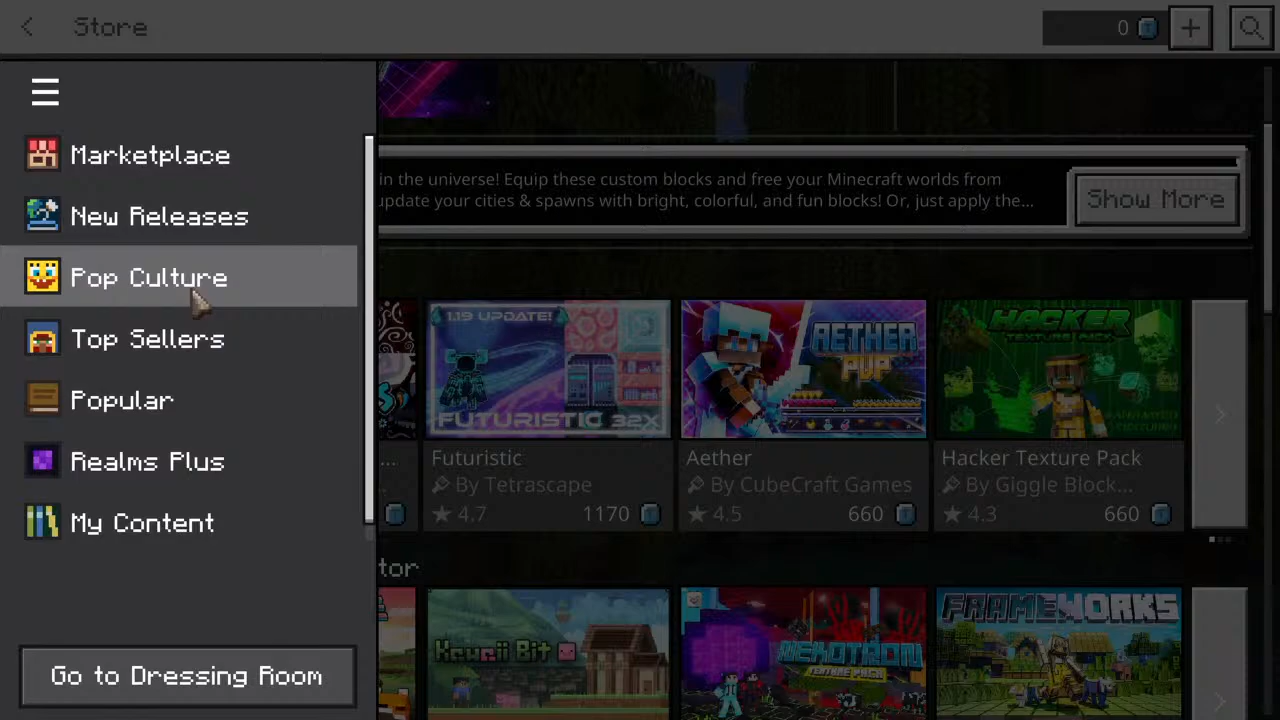 Store
0
Marketplace
New Releases
Pop Culture
Top Sellers
Popular
Realms Plus
My Content
Go to Dressing Room
in the universe! Equip these custom blocks and free your Minecraft worlds from
update your cities & spawns with bright, colorful, and fun blocks! Or, just apply the...
Show More
1.19 UPDATE!
FUTURISTIC 32X
AETHER
PVP
HACKER
TEXTURE PACK
...
Futuristic
By Tetrascape
4.7 1170
Aether
By CubeCraft Games
4.5 660
Hacker Texture Pack
By Giggle Block...
4.3 660
tor
Kawaii Bit
NEKOTRON
TEXTURE PACK
FRAMEWORKS